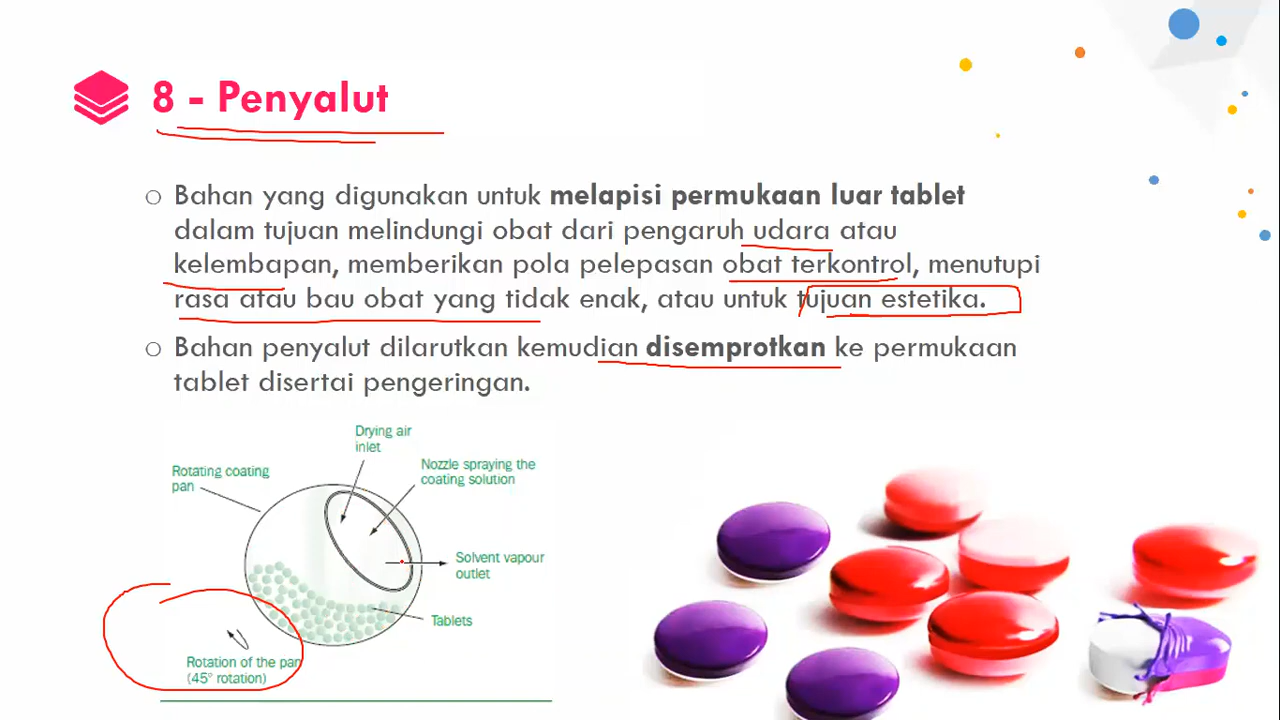 8 - Penyalut
Bahan yang digunakan untuk melapisi permukaan luar tablet
dalam tujuan melindungi obat dari pengaruh udara atau
kelembapan, memberikan pola pelepasan obat terkontrol, menutupi
rasa atau bau obat yang tidak enak, atau untuk tujuan estetika.
Bahan penyalut dilarutkan kemudian disemprotkan ke permukaan
tablet disertai pengeringan.
Drying air
inlet
Rotating coating
pan
Nozzle spraying the
coating solution
Solvent vapour
outlet
Tablets
Rotation of the pan
(45° rotation)